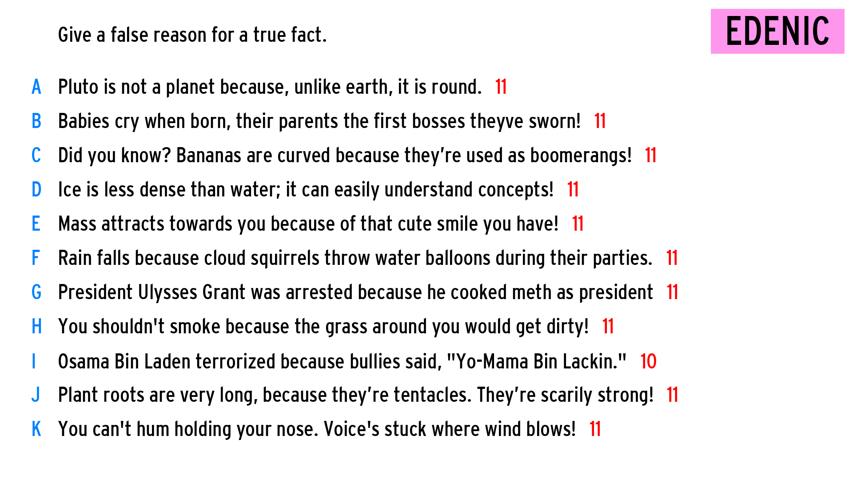 Give a false reason for a true fact.
EDENIC
A Pluto is not a planet because, unlike earth, it is round. 11
B Babies cry when born, their parents the first bosses theyve sworn! 11
C Did you know? Bananas are curved because they're used as boomerangs! 11
D Ice is less dense than water; it can easily understand concepts! 11
E Mass attracts towards you because of that cute smile you have! 11
F Rain falls because cloud squirrels throw water balloons during their parties. 11
G President Ulysses Grant was arrested because he cooked meth as president 11
H You shouldn't smoke because the grass around you would get dirty! 11
I Osama Bin Laden terrorized because bullies said, "Yo-Mama Bin Lackin." 10
J Plant roots are very long, because they're tentacles. They're scarily strong! 11
K You can't hum holding your nose. Voice's stuck where wind blows! 11